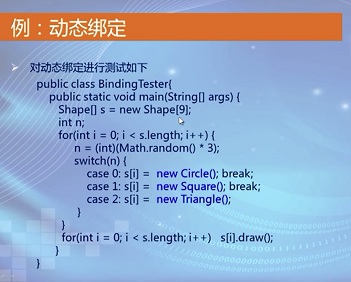 例：动态绑定
对动态绑定进行测试如下
public class BindingTester{
public static void main(String[] args) {
Shape[] s = new Shape[9];
int n;
for(int i = 0; i < s.length; i++) {
n = (int)(Math.random() * 3);
switch(n) {
case 0: s[i] = new Circle(); break;
case 1: s[i] = new Square(); break;
case 2: s[i] = new Triangle();
}
}
for(int i = 0; i < s.length; i++) s[i].draw();
}
}